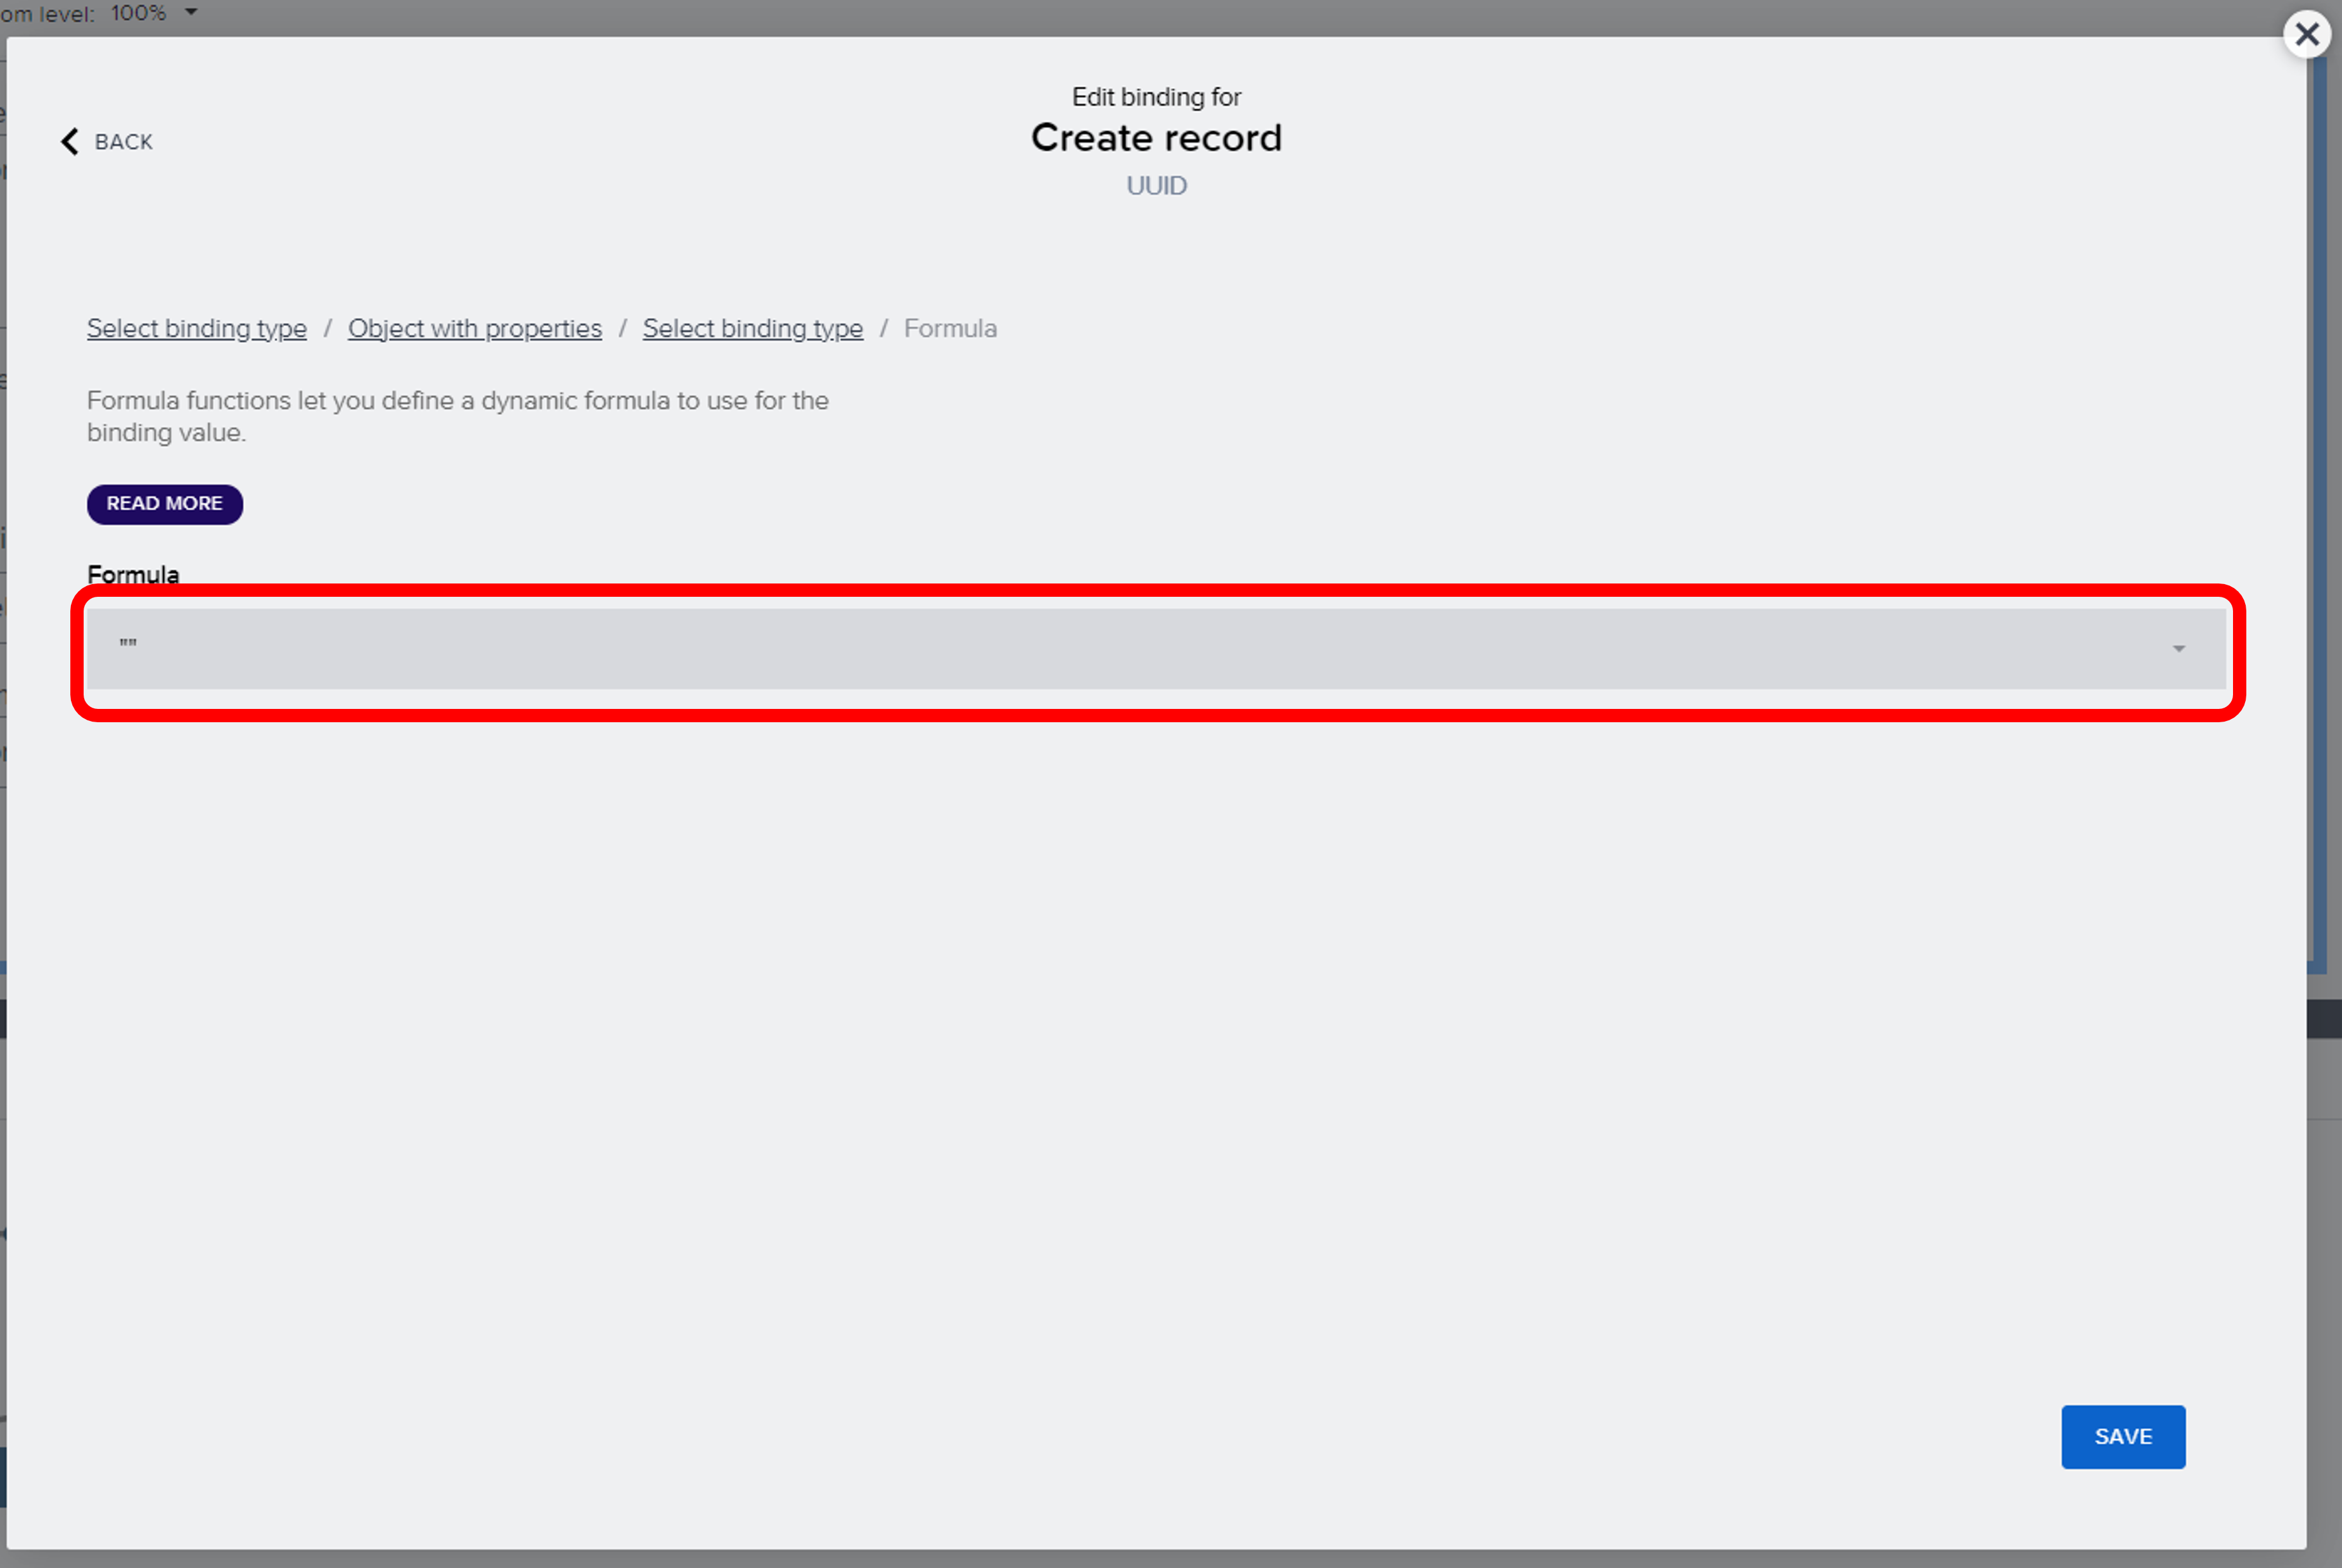 om level: 100%
Edit binding for
BACK
Create record
UUID
Select binding type / Object with properties / Select binding type / Formula
Formula functions let you define a dynamic formula to use for the
binding value.
READ MORE
Formula
""
SAVE